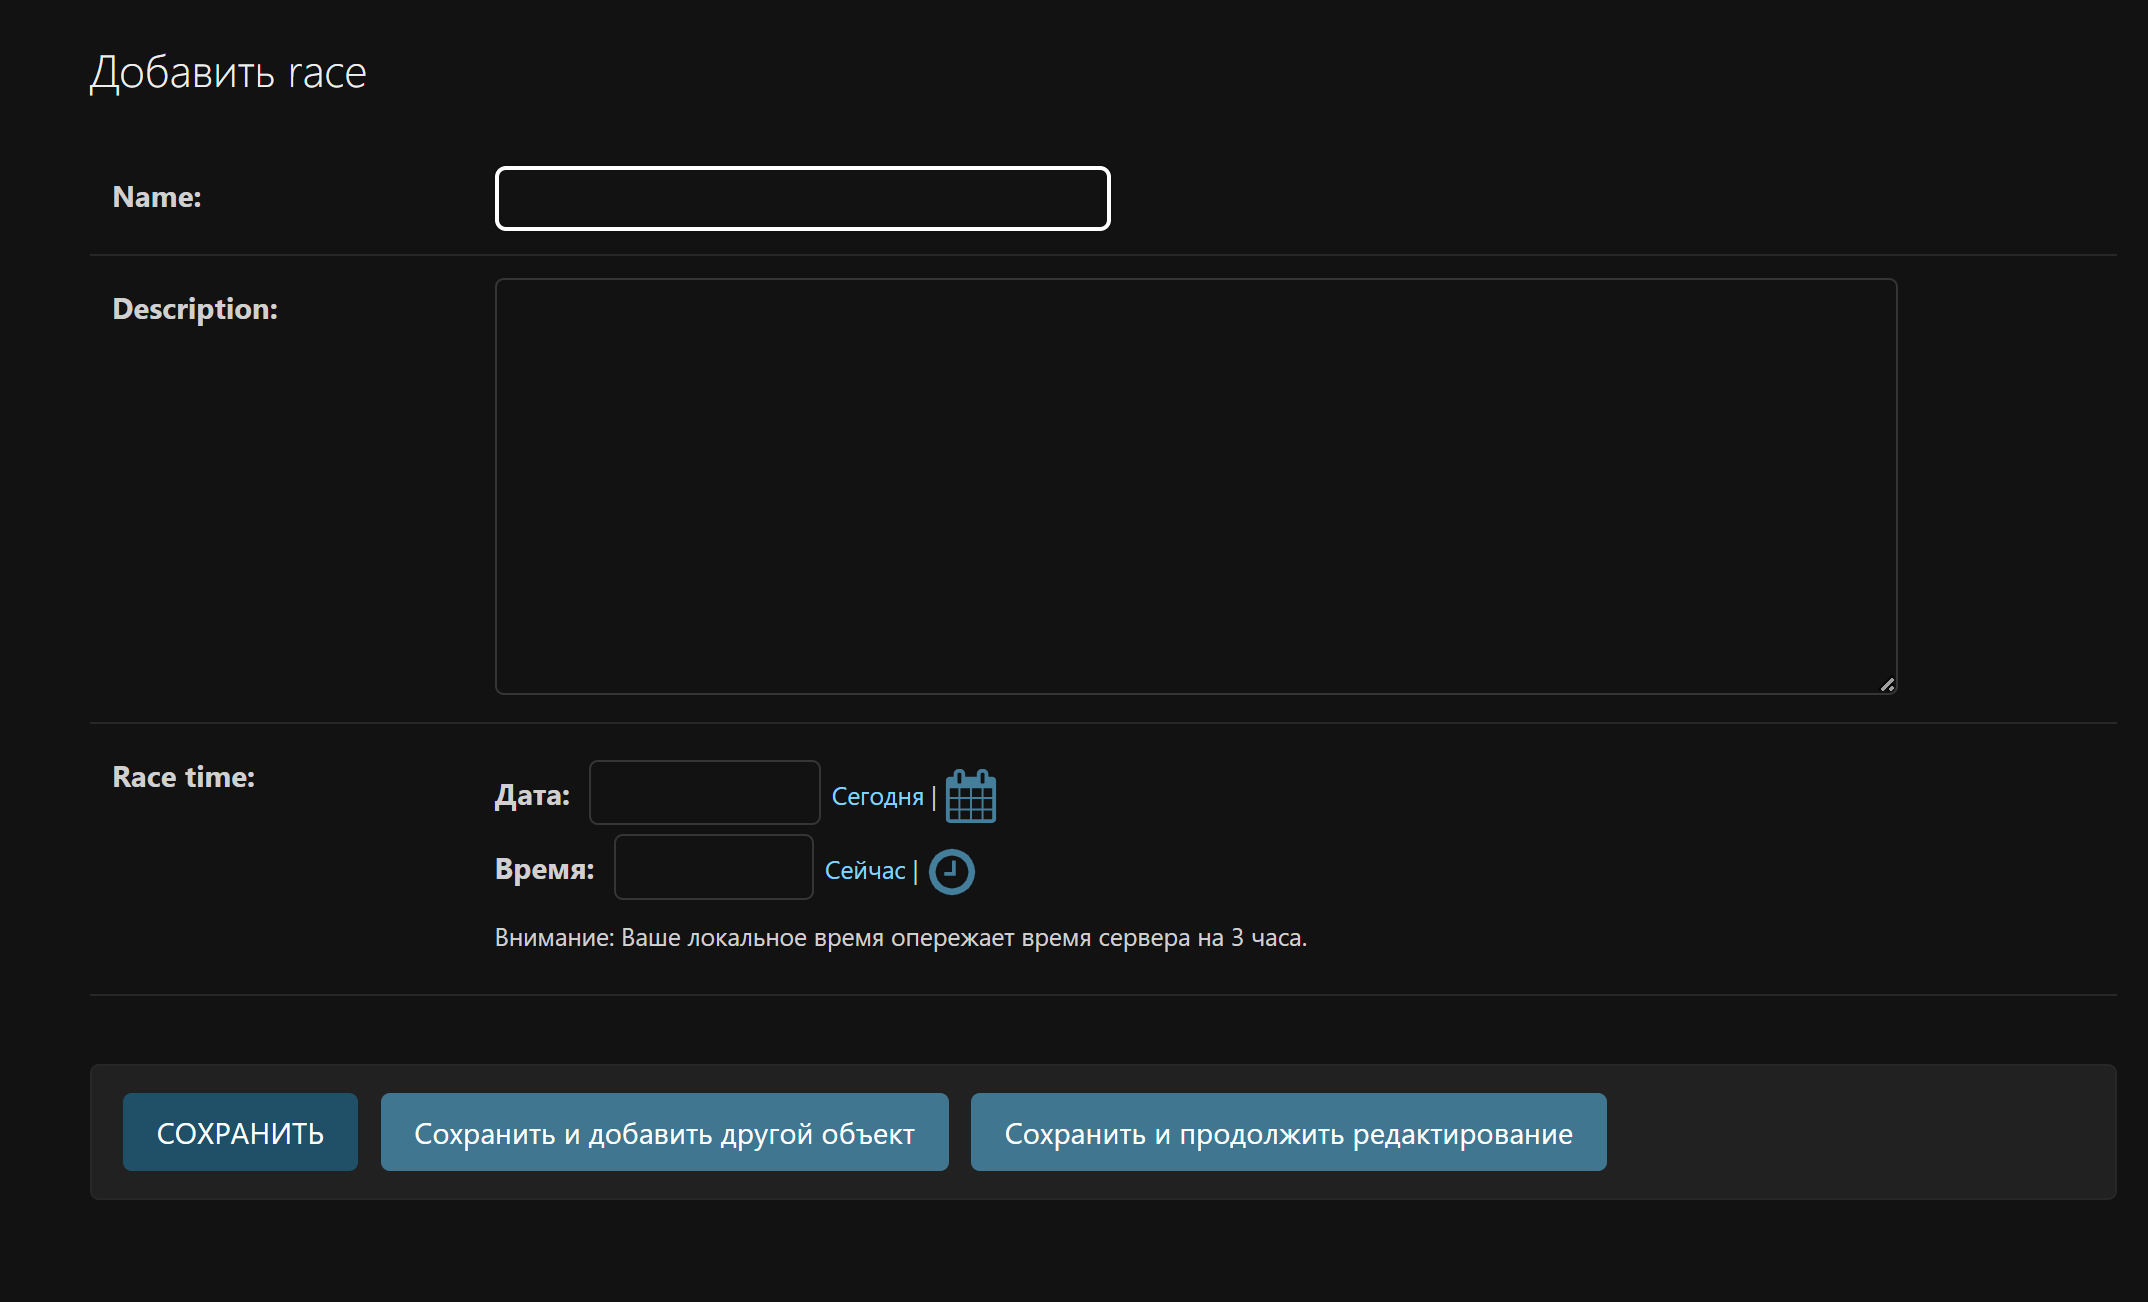 Добавить race
Name:
Description:
Race time:
Дата: Сегодня |
Время: Сейчас |
Внимание: Ваше локальное время опережает время сервера на 3 часа.
СОХРАНИТЬ Сохранить и добавить другой объект Сохранить и продолжить редактирование